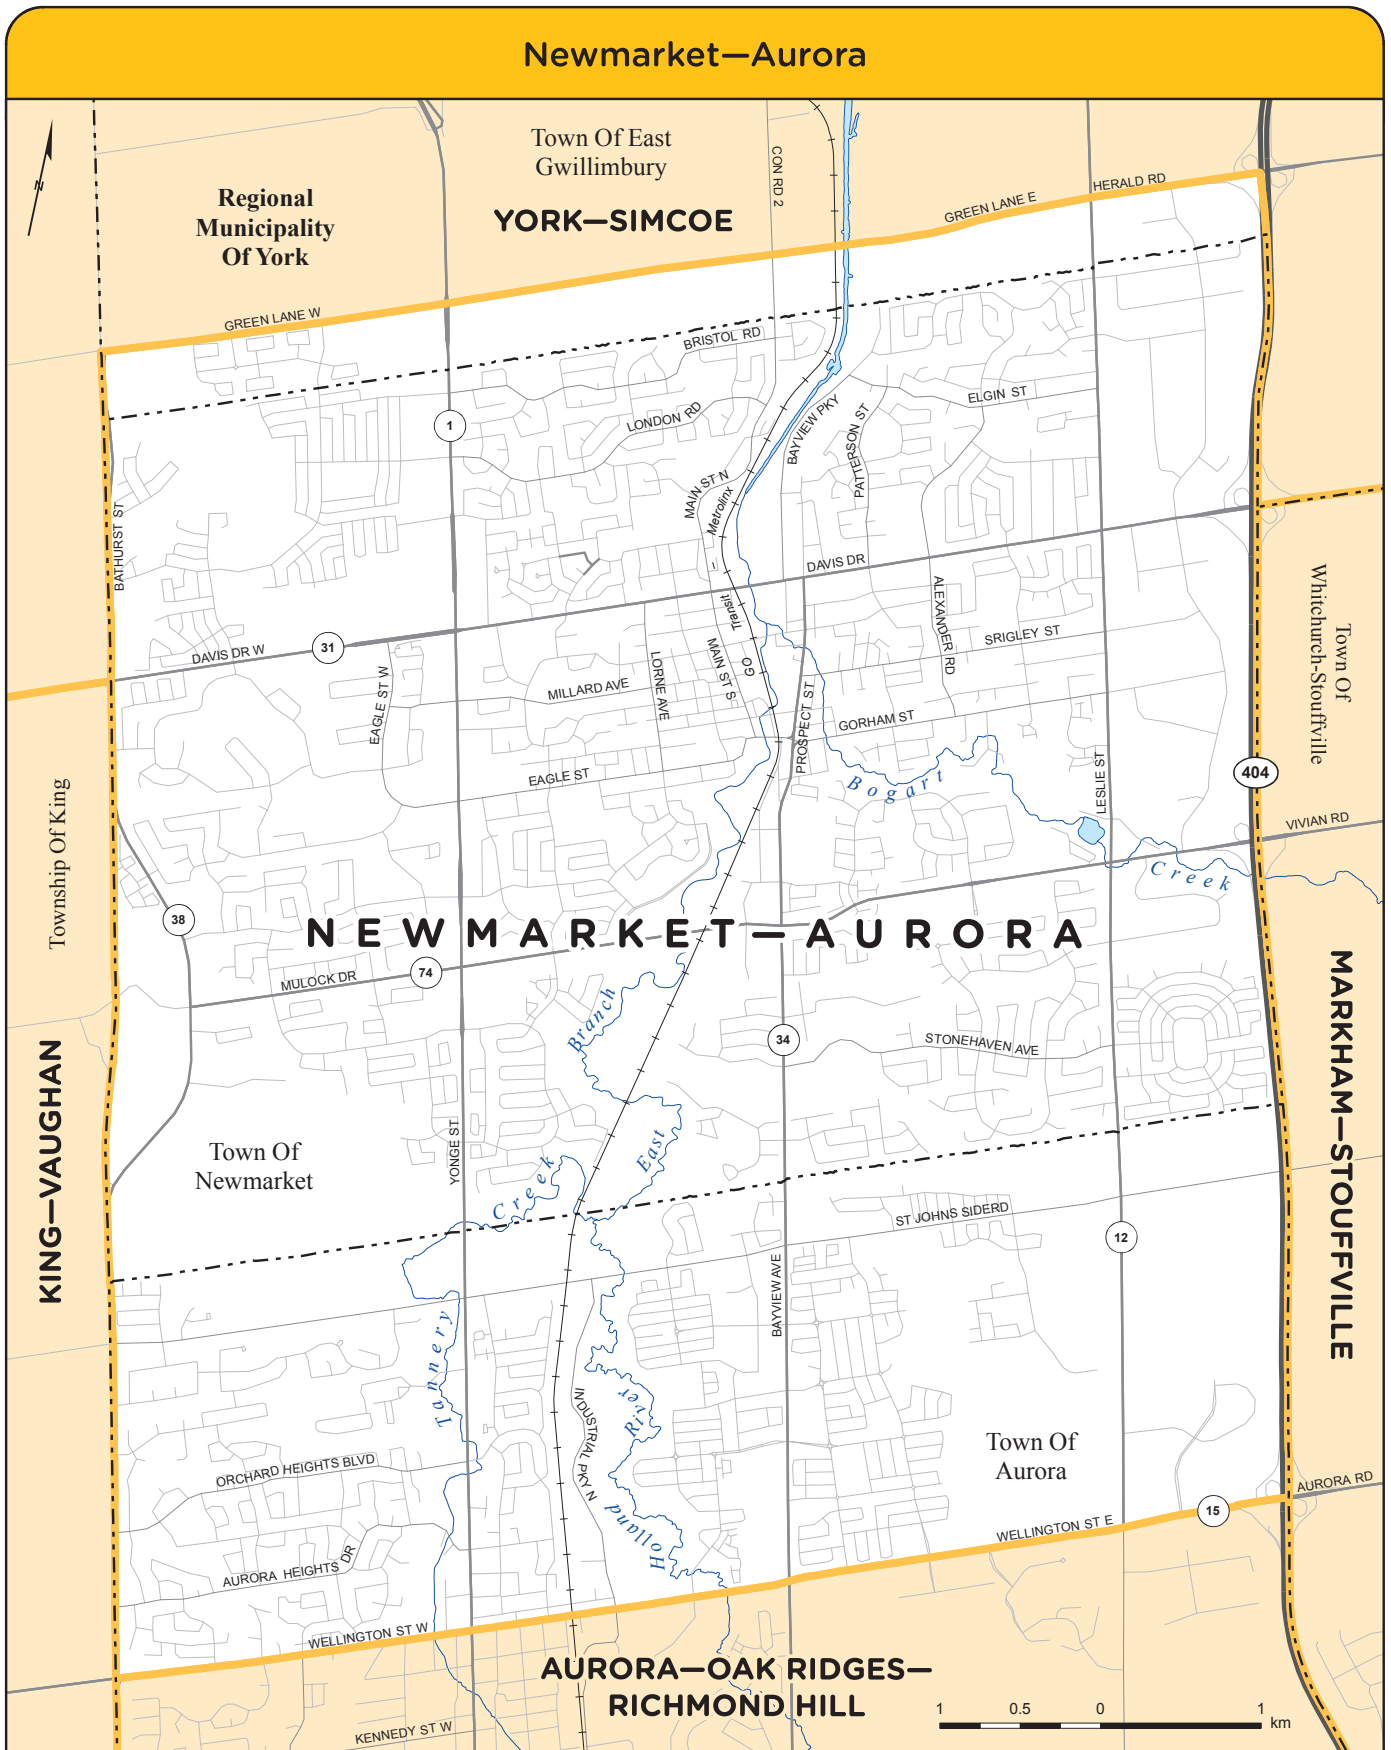 Newmarket—Aurora
Town Of East
Gwillimbury
YORK—SIMCOE
Regional
Municipality
Of York
N
CON RD 2
HERALD RD
GREEN LANE E
GREEN LANE W
BRISTOL RD
LONDON RD
ELGIN ST
BAYVIEW PKY
PATTERSON ST
1
MAIN ST N
Metrolinx
BATHURST ST
DAVIS DR
Transit
GO
ALEXANDER RD
SRIGLEY ST
Town Of
Whitchurch-Stouffville
DAVIS DR W
31
EAGLE ST W
MILLARD AVE
LORNE AVE
MAIN ST S
PROSPECT ST
GORHAM ST
EAGLE ST
Bogart
LESLIE ST
404
VIVIAN RD
Creek
Township Of King
38
NEWMARKET—AURORA
MULOCK DR
74
Branch
34
STONEHAVEN AVE
KING—VAUGHAN
MARKHAM—STOUFFVILLE
Town Of
Newmarket
YONGE ST
Creek
East
ST JOHNS SIDERD
12
BAYVIEW AVE
Tannery
INDUSTRIAL PKY N
River
Town Of
Aurora
ORCHARD HEIGHTS BLVD
Holland
AURORA RD
15
WELLINGTON ST E
AURORA HEIGHTS DR
WELLINGTON ST W
AURORA—OAK RIDGES—
RICHMOND HILL
KENNEDY ST W
1 0.5 0 1 km